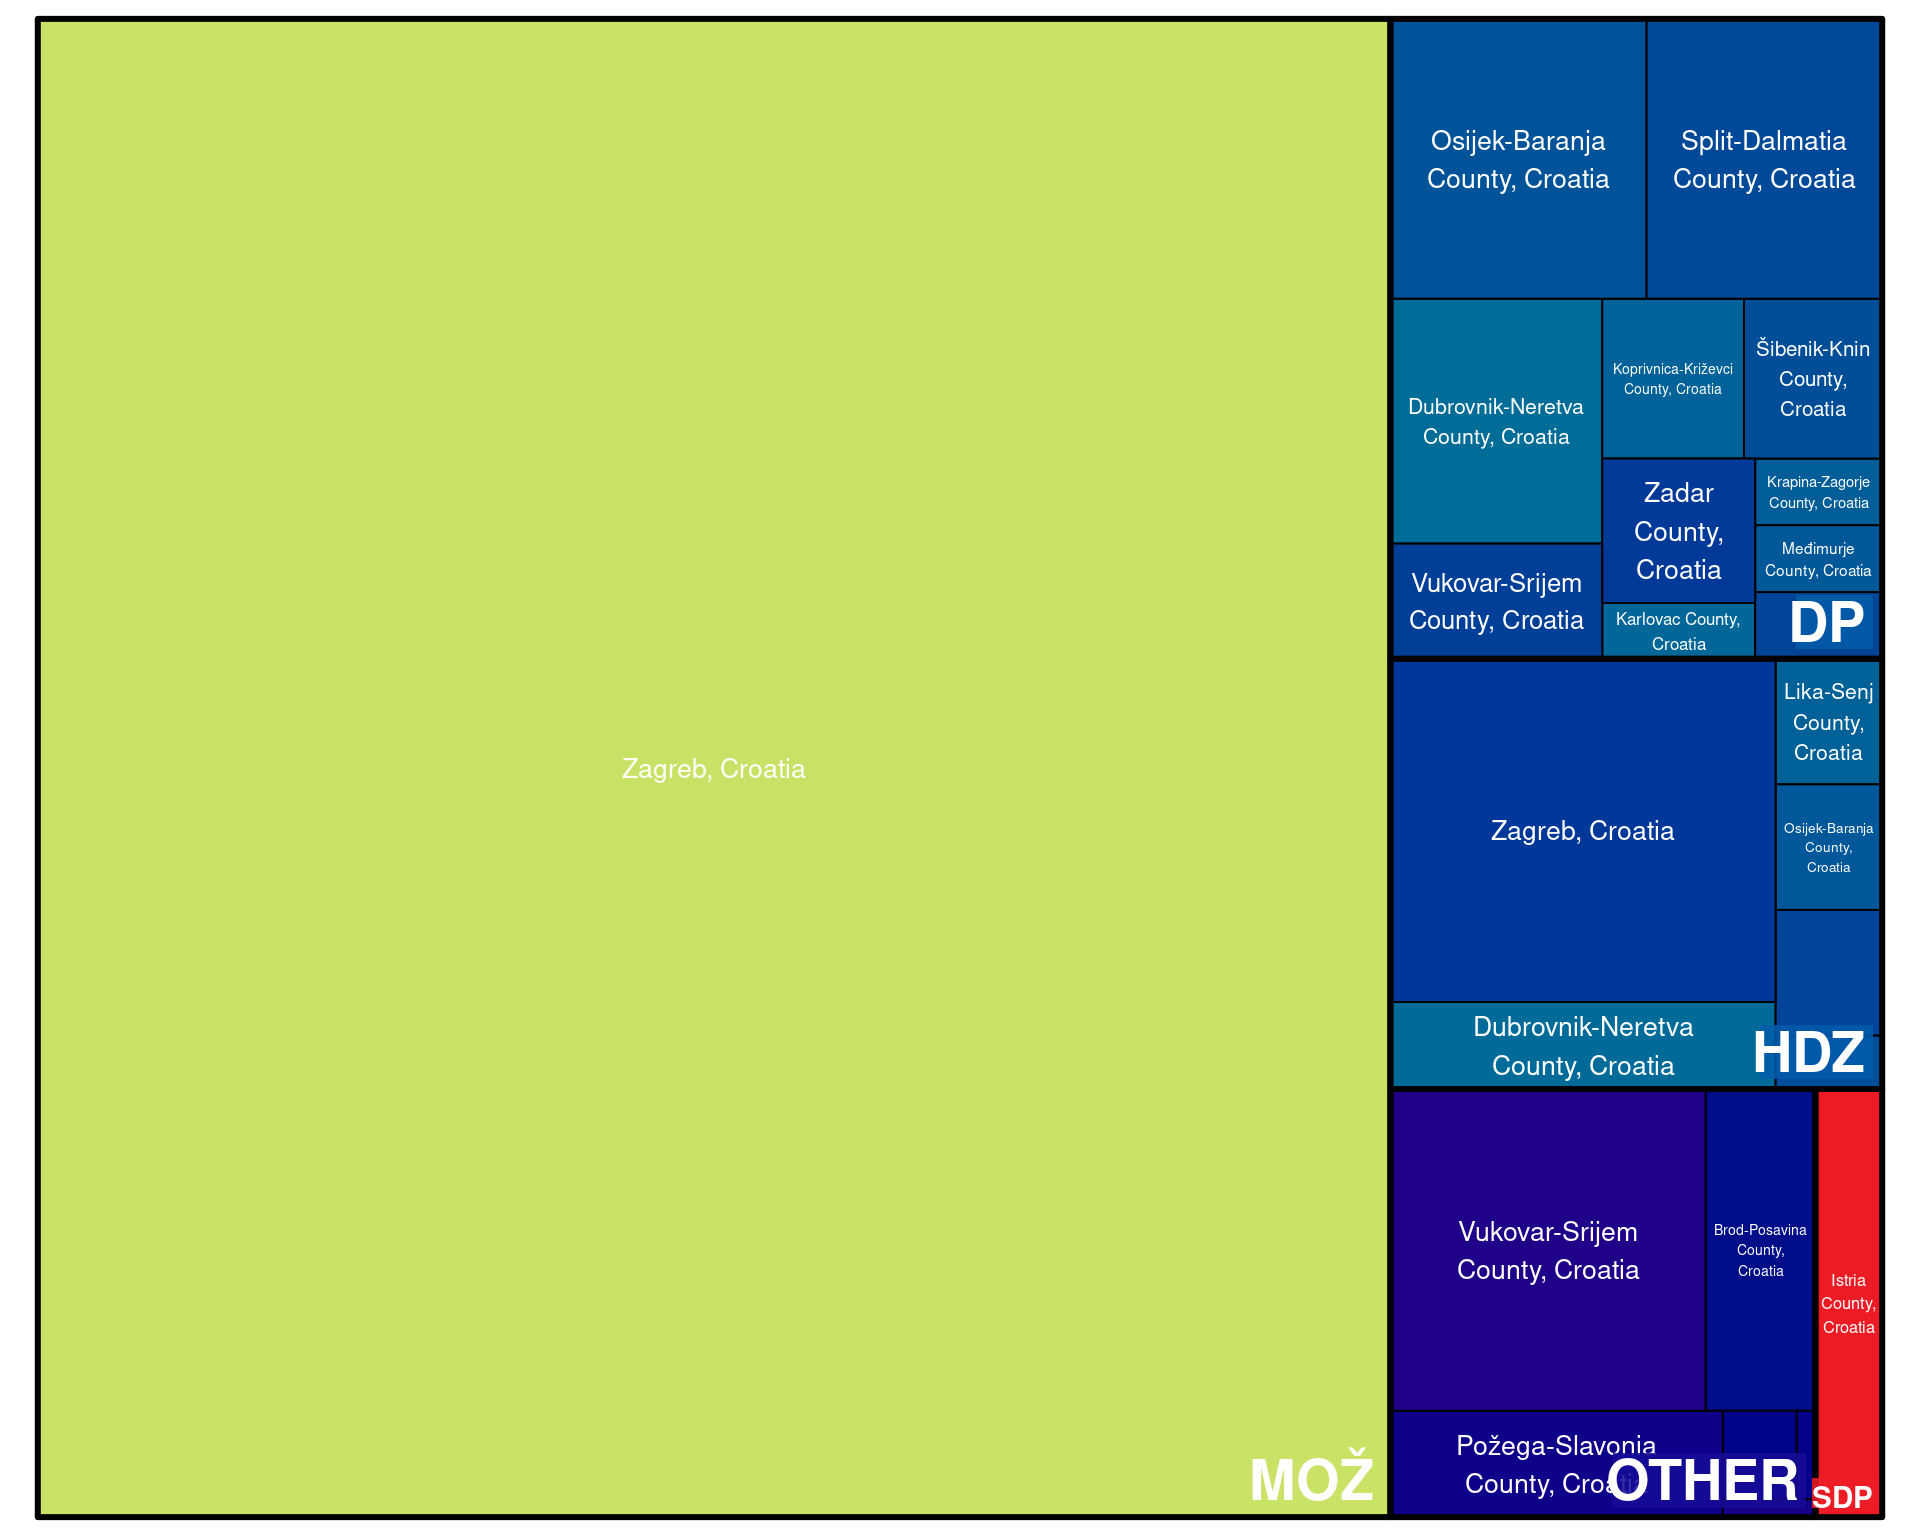 Zagreb, Croatia
MOŽ
Osijek-Baranja
County, Croatia
Split-Dalmatia
County, Croatia
Dubrovnik-Neretva
County, Croatia
Koprivnica-Križevci
County, Croatia
Šibenik-Knin
County,
Croatia
Vukovar-Srijem
County, Croatia
Zadar
County,
Croatia
Krapina-Zagorje
County, Croatia
Međimurje
County, Croatia
Karlovac County,
Croatia
DP
Zagreb, Croatia
Lika-Senj
County,
Croatia
Osijek-Baranja
County,
Croatia
Dubrovnik-Neretva
County, Croatia
HDZ
Vukovar-Srijem
County, Croatia
Brod-Posavina
County,
Croatia
Požega-Slavonia
County, Croatia
OTHER
Istria
County,
Croatia
SDP